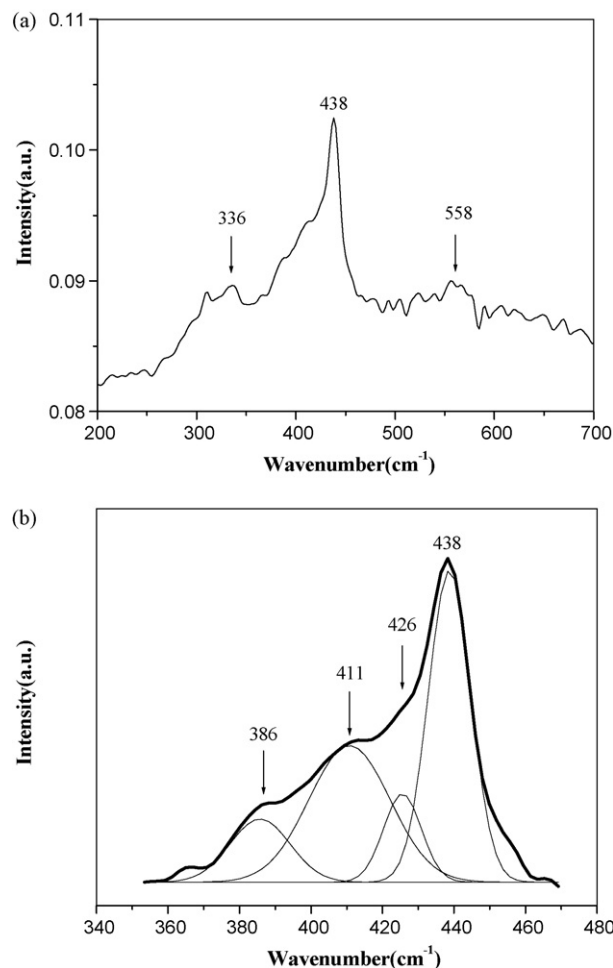 (a)
0.11
0.10
0.09
0.08
Intensity(a.u.)
438
336
558
200 300 400 500 600 700
Wavenumber(cm⁻¹)
(b)
Intensity(a.u.)
438
426
411
386
340 360 380 400 420 440 460 480
Wavenumber(cm⁻¹)